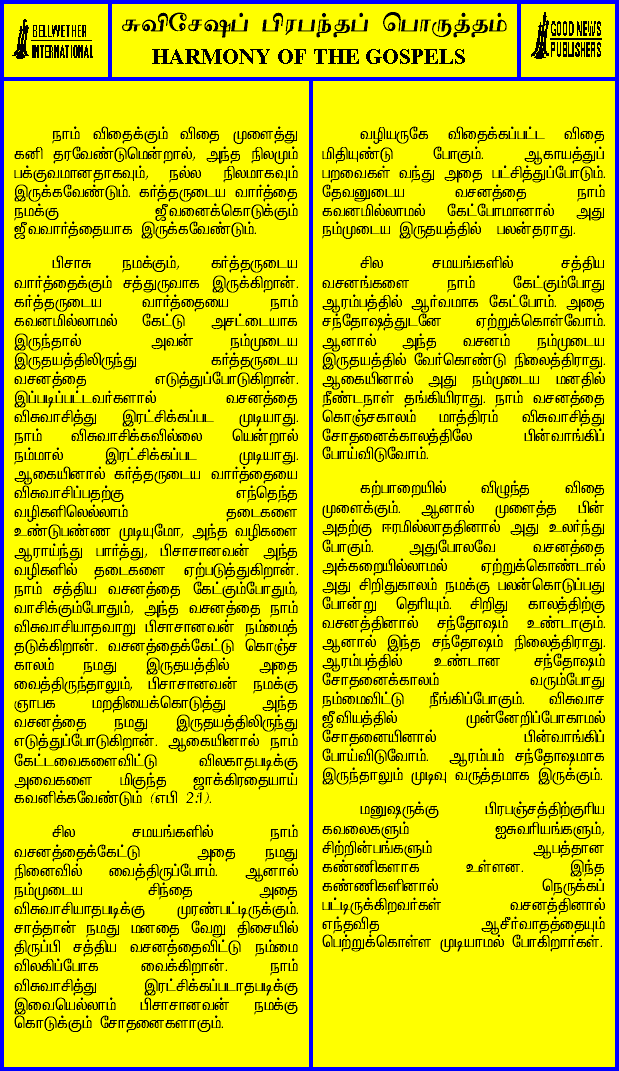 BELLWETHER
INTERNATIONAL
சுவிசேஷப் பிரபந்தப் பொருத்தம்
HARMONY OF THE GOSPELS
GOOD NEWS
PUBLISHERS
நாம் விதைக்கும் விதை முளைத்து
கனி தரவேண்டுமென்றால், அந்த நிலமும்
பக்குவமானதாகவும், நல்ல நிலமாகவும்
இருக்கவேண்டும். கர்த்தருடைய வார்த்தை
நமக்கு ஜீவனைக்கொடுக்கும்
ஜீவவார்த்தையாக இருக்கவேண்டும்.
பிசாசு நமக்கும், கர்த்தருடைய
வார்த்தைக்கும் சத்துருவாக இருக்கிறான்.
கர்த்தருடைய வார்த்தையை நாம்
கவனமில்லாமல் கேட்டு அசட்டையாக
இருந்தால் அவன் நம்முடைய
இருதயத்திலிருந்து கர்த்தருடைய
வசனத்தை எடுத்துப்போடுகிறான்.
இப்படிப்பட்டவர்களால் வசனத்தை
விசுவாசித்து இரட்சிக்கப்பட முடியாது.
நாம் விசுவாசிக்கவில்லை யென்றால்
நம்மால் இரட்சிக்கப்பட முடியாது.
ஆகையினால் கர்த்தருடைய வார்த்தையை
விசுவாசிப்பதற்கு எந்தெந்த
வழிகளிலெல்லாம் தடைகளை
உண்டுபண்ண முடியுமோ, அந்த வழிகளை
ஆராய்ந்து பார்த்து, பிசாசானவன் அந்த
வழிகளில் தடைகளை ஏற்படுத்துகிறான்.
நாம் சத்திய வசனத்தை கேட்கும்போதும்,
வாசிக்கும்போதும், அந்த வசனத்தை நாம்
விசுவாசியாதவாறு பிசாசானவன் நம்மைத்
தடுக்கிறான். வசனத்தைக்கேட்டு கொஞ்ச
காலம் நமது இருதயத்தில் அதை
வைத்திருந்தாலும், பிசாசானவன் நமக்கு
ஞாபக மறதியைக்கொடுத்து அந்த
வசனத்தை நமது இருதயத்திலிருந்து
எடுத்துப்போடுகிறான். ஆகையினால் நாம்
கேட்டவைகளைவிட்டு விலகாதபடிக்கு
அவைகளை மிகுந்த ஜாக்கிரதையாய்
கவனிக்கவேண்டும் (எபி 2:1).
சில சமயங்களில் நாம்
வசனத்தைக்கேட்டு அதை நமது
நினைவில் வைத்திருப்போம். ஆனால்
நம்முடைய சிந்தை அதை
விசுவாசியாதபடிக்கு முரண்பட்டிருக்கும்.
சாத்தான் நமது மனதை வேறு திசையில்
திருப்பி சத்திய வசனத்தைவிட்டு நம்மை
விலகிப்போக வைக்கிறான். நாம்
விசுவாசித்து இரட்சிக்கப்படாதபடிக்கு
இவையெல்லாம் பிசாசானவன் நமக்கு
கொடுக்கும் சோதனைகளாகும்.
வழியருகே விதைக்கப்பட்ட விதை
மிதியுண்டு போகும். ஆகாயத்துப்
பறவைகள் வந்து அதை பட்சித்துப்போடும்.
தேவனுடைய வசனத்தை நாம்
கவனமில்லாமல் கேட்போமானால் அது
நம்முடைய இருதயத்தில் பலன்தராது.
சில சமயங்களில் சத்திய
வசனங்களை நாம் கேட்கும்போது
ஆரம்பத்தில் ஆர்வமாக கேட்போம். அதை
சந்தோஷத்துடனே ஏற்றுக்கொள்வோம்.
ஆனால் அந்த வசனம் நம்முடைய
இருதயத்தில் வேர்கொண்டு நிலைத்திராது.
ஆகையினால் அது நம்முடைய மனதில்
நீண்டநாள் தங்கியிராது. நாம் வசனத்தை
கொஞ்சகாலம் மாத்திரம் விசுவாசித்து
சோதனைக்காலத்திலே பின்வாங்கிப்
போய்விடுவோம்.
கற்பாறையில் விழுந்த விதை
முளைக்கும். ஆனால் முளைத்த பின்
அதற்கு ஈரமில்லாததினால் அது உலர்ந்து
போகும். அதுபோலவே வசனத்தை
அக்கறையில்லாமல் ஏற்றுக்கொண்டால்
அது சிறிதுகாலம் நமக்கு பலன்கொடுப்பது
போன்று தெரியும். சிறிது காலத்திற்கு
வசனத்தினால் சந்தோஷம் உண்டாகும்.
ஆனால் இந்த சந்தோஷம் நிலைத்திராது.
ஆரம்பத்தில் உண்டான சந்தோஷம்
சோதனைக்காலம் வரும்போது
நம்மைவிட்டு நீங்கிப்போகும். விசுவாச
ஜீவியத்தில் முன்னேறிப்போகாமல்
சோதனையினால் பின்வாங்கிப்
போய்விடுவோம். ஆரம்பம் சந்தோஷமாக
இருந்தாலும் முடிவு வருத்தமாக இருக்கும்.
மனுஷருக்கு பிரபஞ்சத்திற்குரிய
கவலைகளும் ஐசுவரியங்களும்,
சிற்றின்பங்களும் ஆபத்தான
கண்ணிகளாக உள்ளன. இந்த
கண்ணிகளினால் நெருக்கப்
பட்டிருக்கிறவர்கள் வசனத்தினால்
எந்தவித ஆசீர்வாதத்தையும்
பெற்றுக்கொள்ள முடியாமல் போகிறார்கள்.